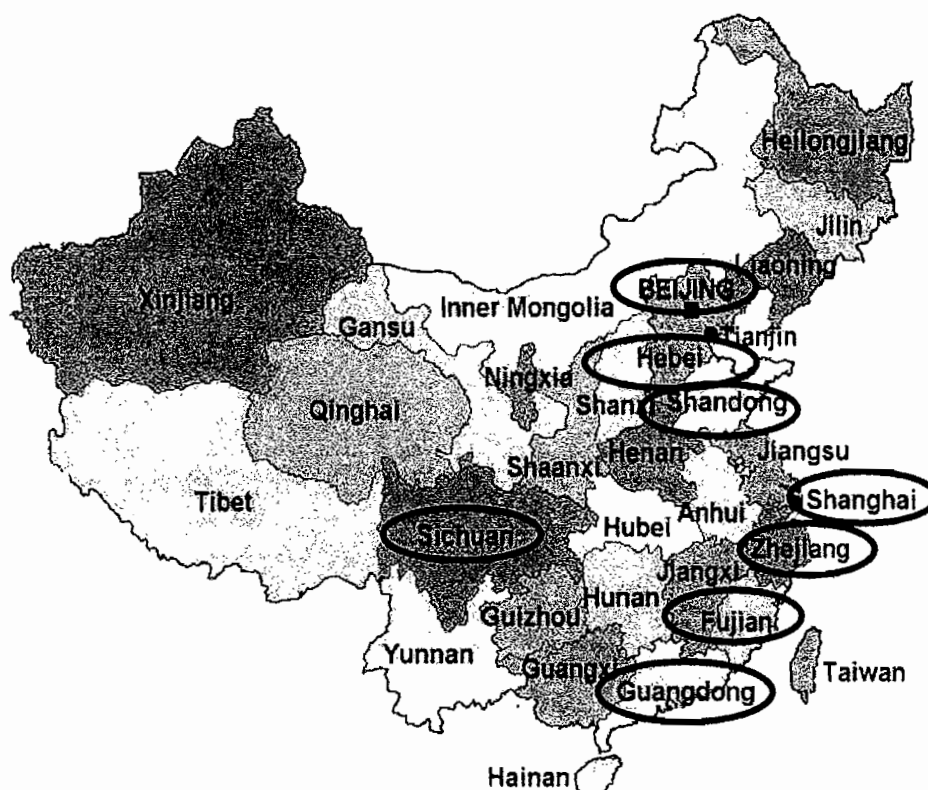 Heilongjiang
Jilin
Liaoning
BEIJING
Xinjiang
Inner Mongolia
Gansu
Tianjin
Hebei
Ningxia
Qinghai
Shanxi
Shandong
Henan
Jiangsu
Shaanxi
Tibet
Shanghai
Anhui
Hubei
Sichuan
Zhejiang
Jiangxi
Hunan
Guizhou
Fujian
Yunnan
Guangxi
Taiwan
Guangdong
Hainan